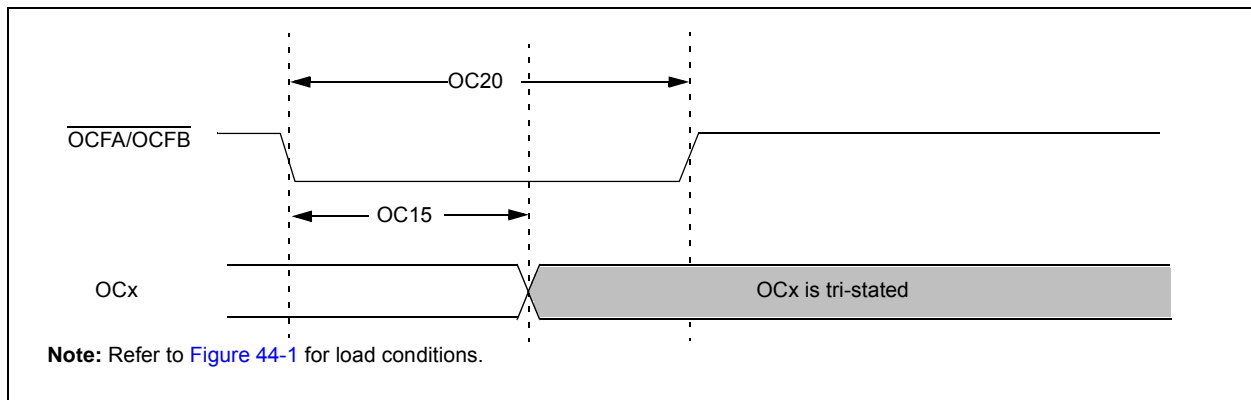 OC20
OCFA/OCFB
OC15
OCx
OCx is tri-stated
Note: Refer to Figure 44-1 for load conditions.